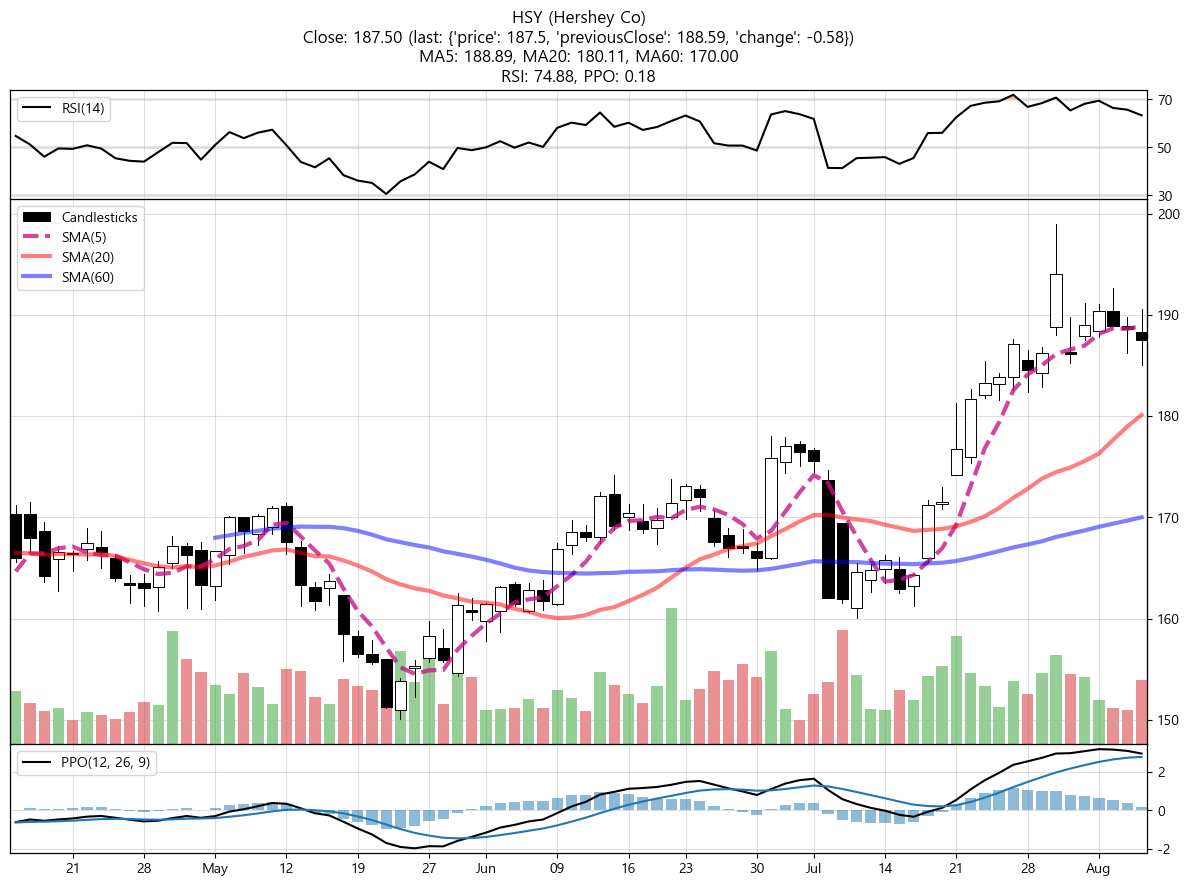 HSY (Hershey Co)
Close: 187.50 (last: {'price': 187.5, 'previousClose': 188.59, 'change': -0.58})
MA5: 188.89, MA20: 180.11, MA60: 170.00
RSI: 74.88, PPO: 0.18
RSI(14)
70
50
30
Candlesticks
SMA(5)
SMA(20)
SMA(60)
200
190
180
170
160
150
PPO(12, 26, 9)
2
0
-2
21 28 May 12 19 27 Jun 09 16 23 30 Jul 14 21 28 Aug